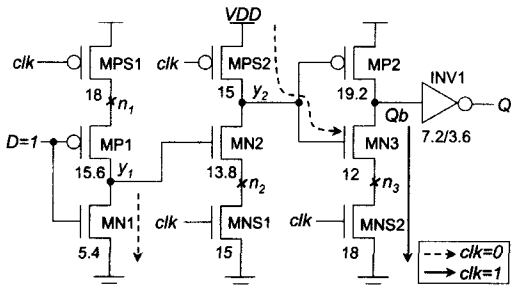 VDD
clk
MPS1
18
n1
D=1
MP1
15.6
y1
MN1
5.4
clk
MPS2
15
y2
MN2
13.8
n2
clk
MNS1
15
MP2
19.2
Qb
MN3
12
n3
clk
MNS2
18
INV1
Q
7.2/3.6
clk=0
clk=1